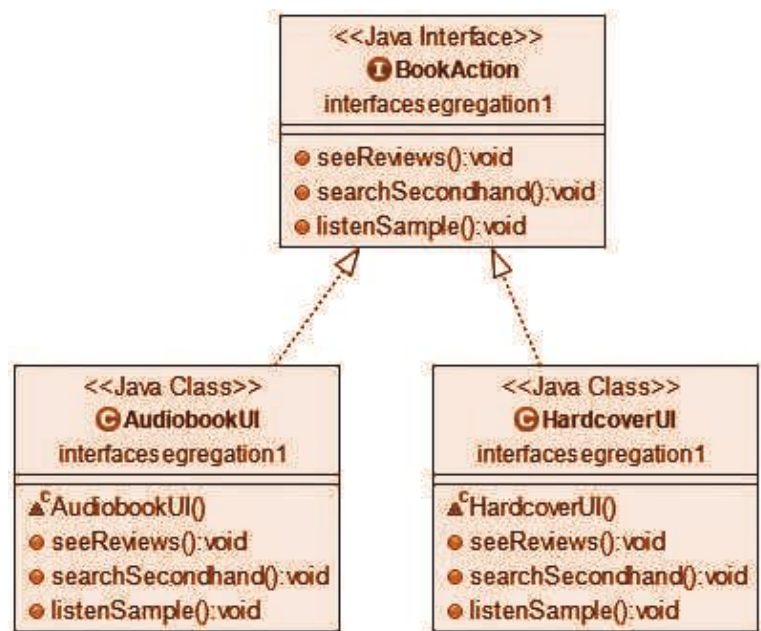 <<Java Interface>>
BookAction
interfacesegregation1
seeReviews():void
searchSecondhand():void
listenSample():void
<<Java Class>>
AudiobookUI
interfacesegregation1
AudiobookUI()
seeReviews():void
searchSecondhand():void
listenSample():void
<<Java Class>>
HardcoverUI
interfacesegregation1
HardcoverUI()
seeReviews():void
searchSecondhand():void
listenSample():void